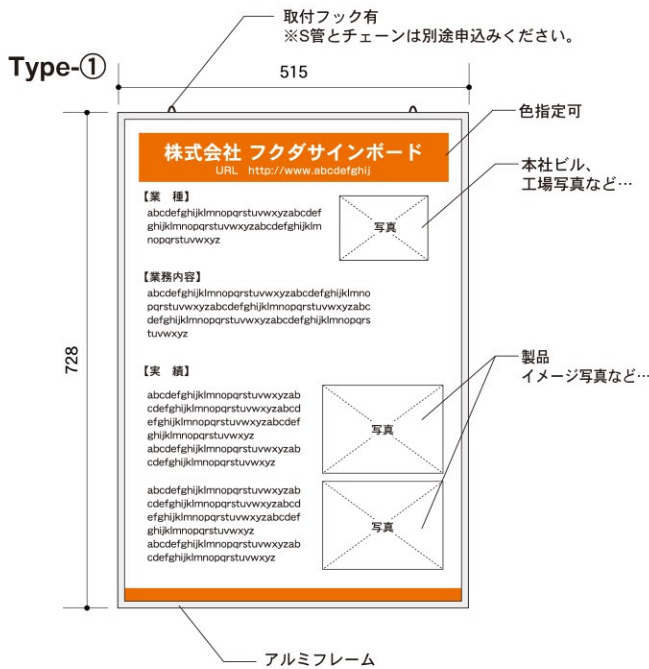 取付フック有
※S管とチェーンは別途申込みください。
Type-①
515
色指定可
株式会社 フクダサインボード
URL　http://www.abcdefghij
本社ビル、
工場写真など…
【業　種】
abcdefghijklmnopqrstuvwxyzabcdef
ghijklmnopqrstuvwxyzabcdefghijklm
nopqrstuvwxyz
写真
【業務内容】
abcdefghijklmnopqrstuvwxyzabcdefghijklmno
pqrstuvwxyzabcdefghijklmnopqrstuvwxyzabc
defghijklmnopqrstuvwxyzabcdefghijklmnopqrs
tuvwxyz
728
【実　績】
abcdefghijklmnopqrstuvwxyzab
cdefghijklmnopqrstuvwxyzabcd
efghijklmnopqrstuvwxyzabcdef
ghijklmnopqrstuvwxyz
abcdefghijklmnopqrstuvwxyzab
cdefghijklmnopqrstuvwxyz
写真
製品
イメージ写真など…
abcdefghijklmnopqrstuvwxyzab
cdefghijklmnopqrstuvwxyzabcd
efghijklmnopqrstuvwxyzabcdef
ghijklmnopqrstuvwxyz
abcdefghijklmnopqrstuvwxyzab
cdefghijklmnopqrstuvwxyz
写真
アルミフレーム